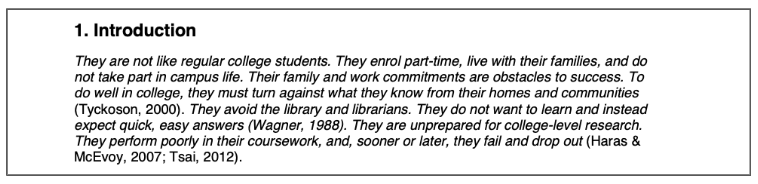 1. Introduction
They are not like regular college students. They enrol part-time, live with their families, and do
not take part in campus life. Their family and work commitments are obstacles to success. To
do well in college, they must turn against what they know from their homes and communities
(Tyckoson, 2000). They avoid the library and librarians. They do not want to learn and instead
expect quick, easy answers (Wagner, 1988). They are unprepared for college-level research.
They perform poorly in their coursework, and, sooner or later, they fail and drop out (Haras &
McEvoy, 2007; Tsai, 2012).